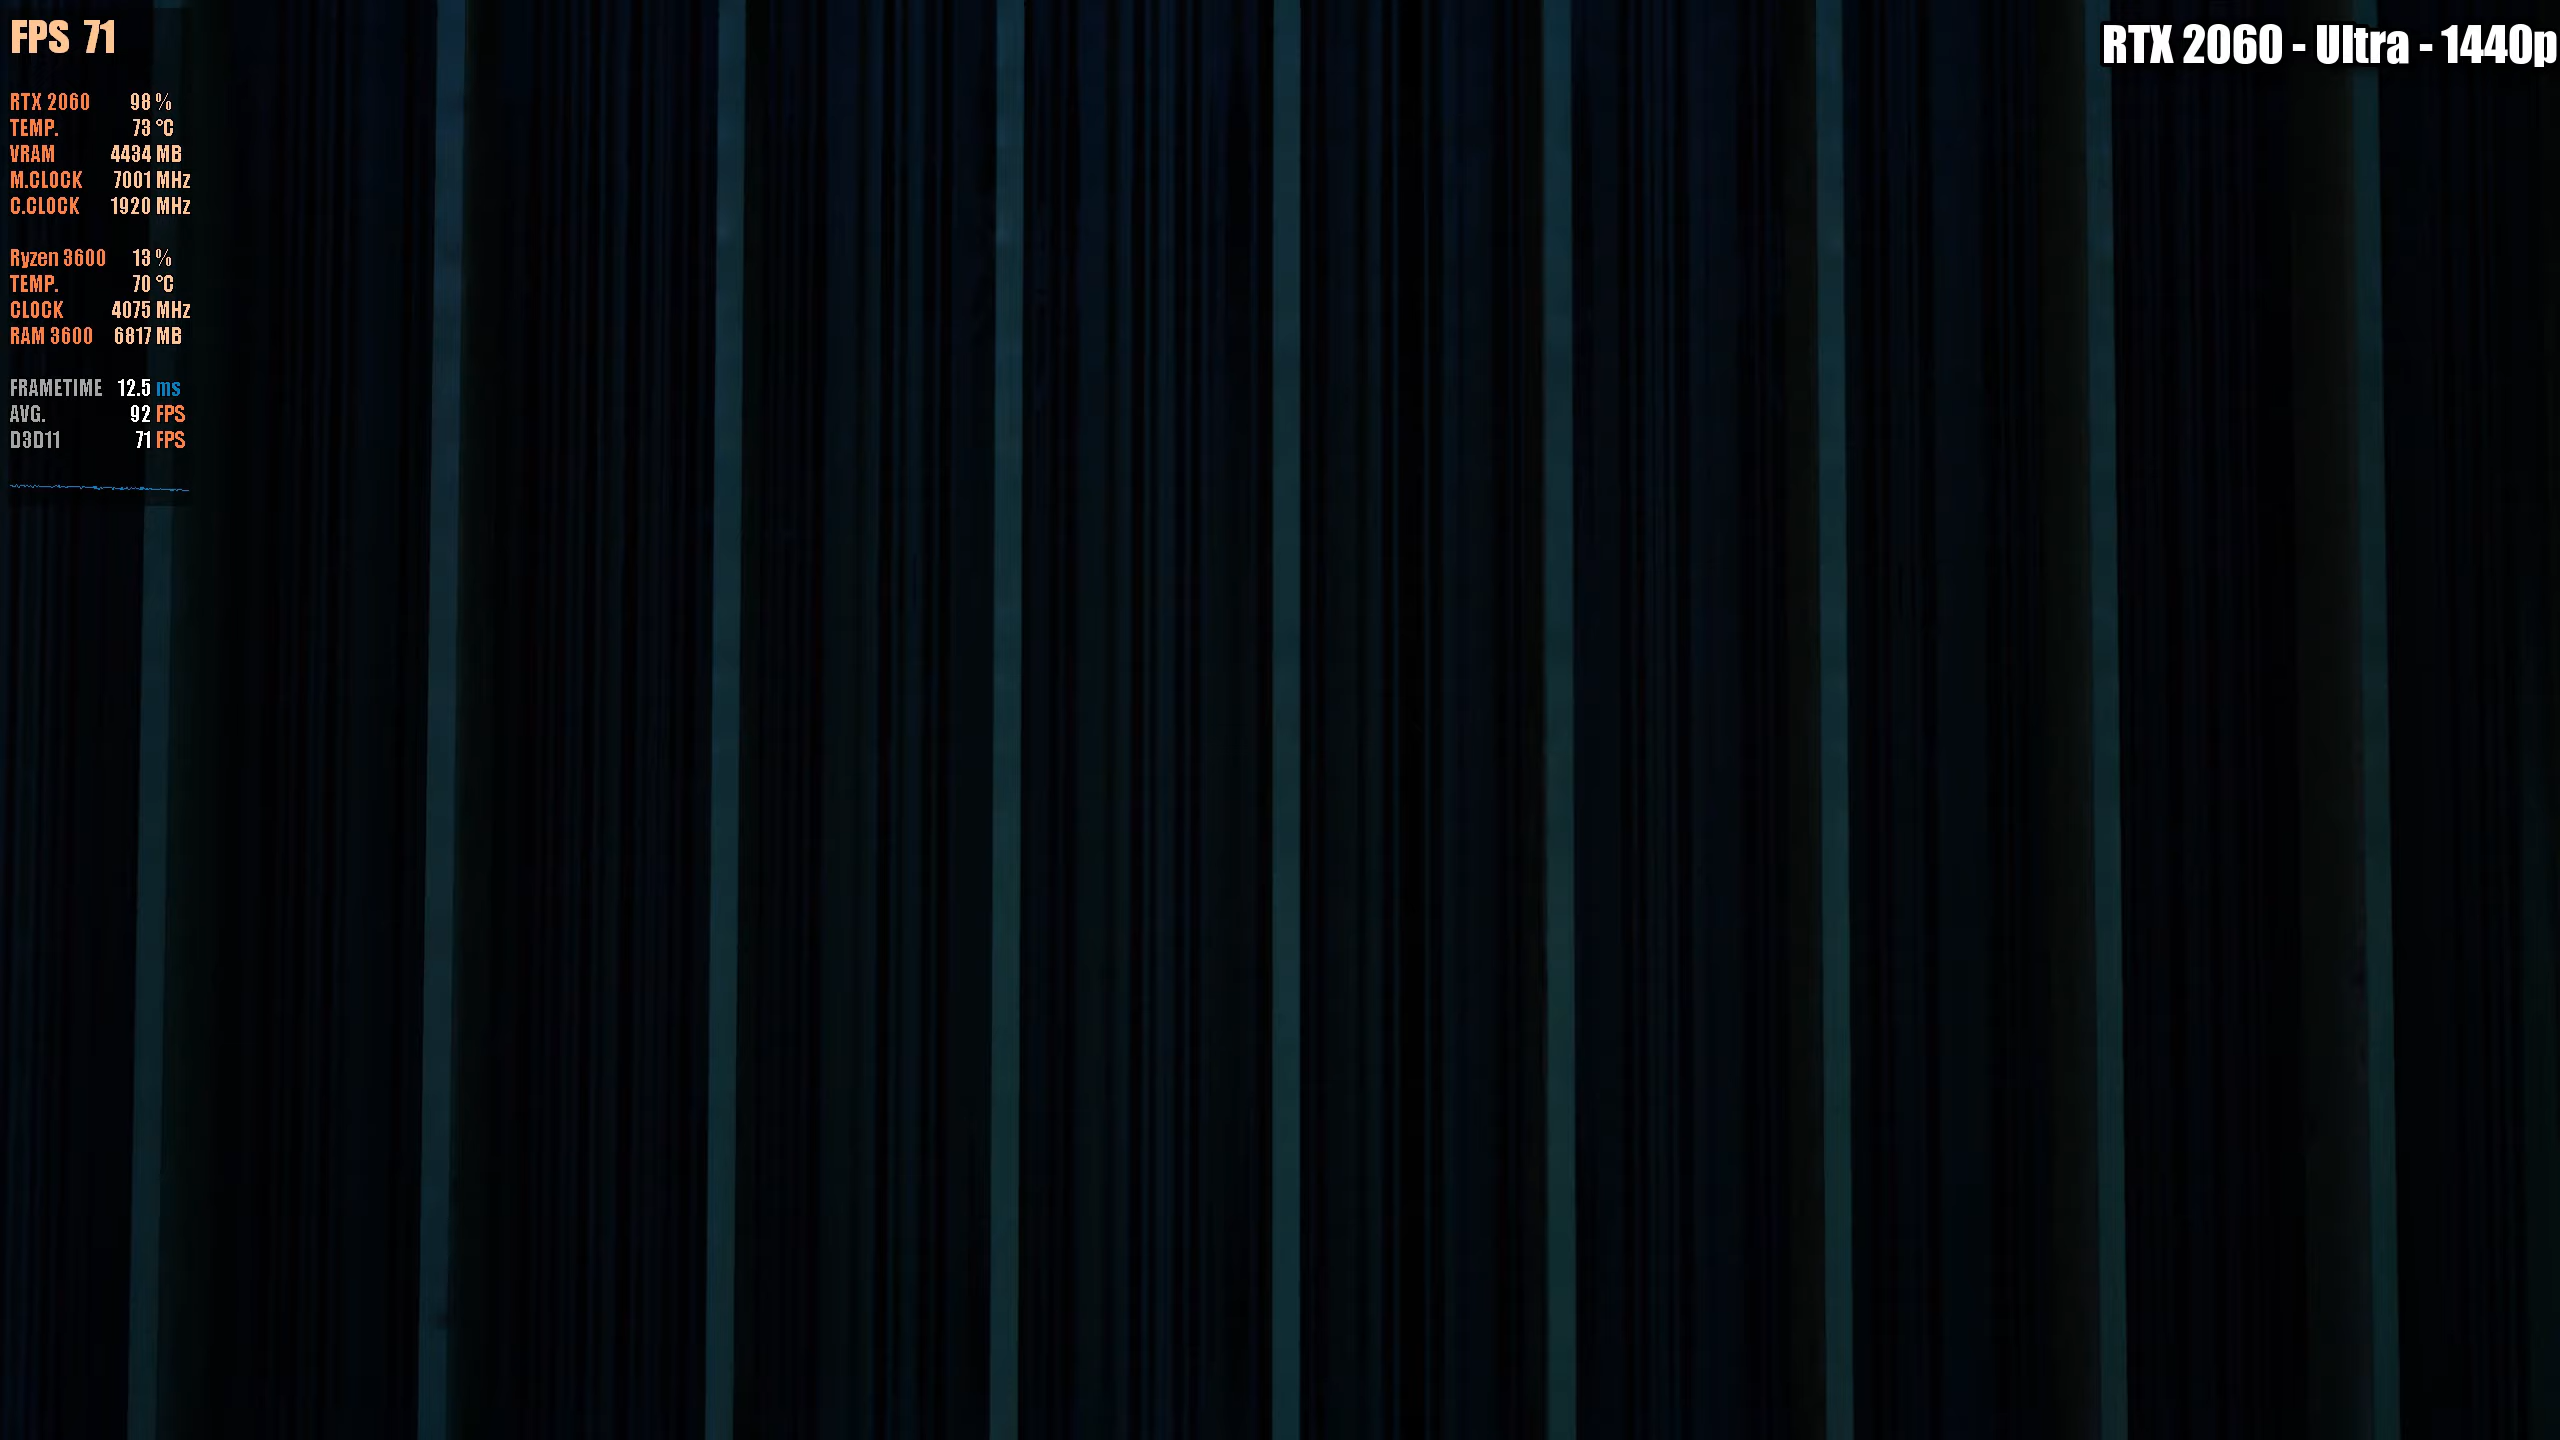 FPS 71
RTX 2060 - Ultra - 1440p
RTX 2060 98 %
TEMP. 73 °C
VRAM 4434 MB
M.CLOCK 7001 MHz
C.CLOCK 1920 MHz
Ryzen 3600 13 %
TEMP. 70 °C
CLOCK 4075 MHz
RAM 3600 6817 MB
FRAMETIME 12.5 ms
AVG. 92 FPS
D3D11 71 FPS